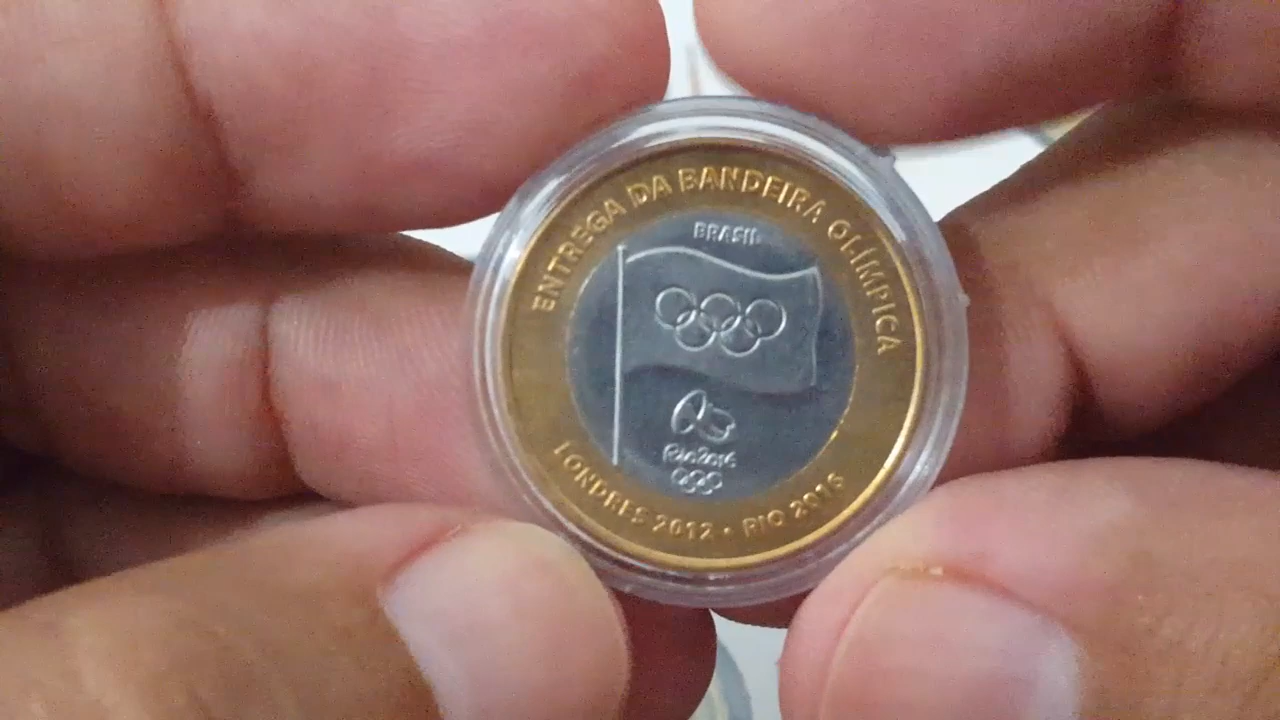 ENTREGA DA BANDEIRA OLÍMPICA
BRASIL
Rio2016
LONDRES 2012 • RIO 2016